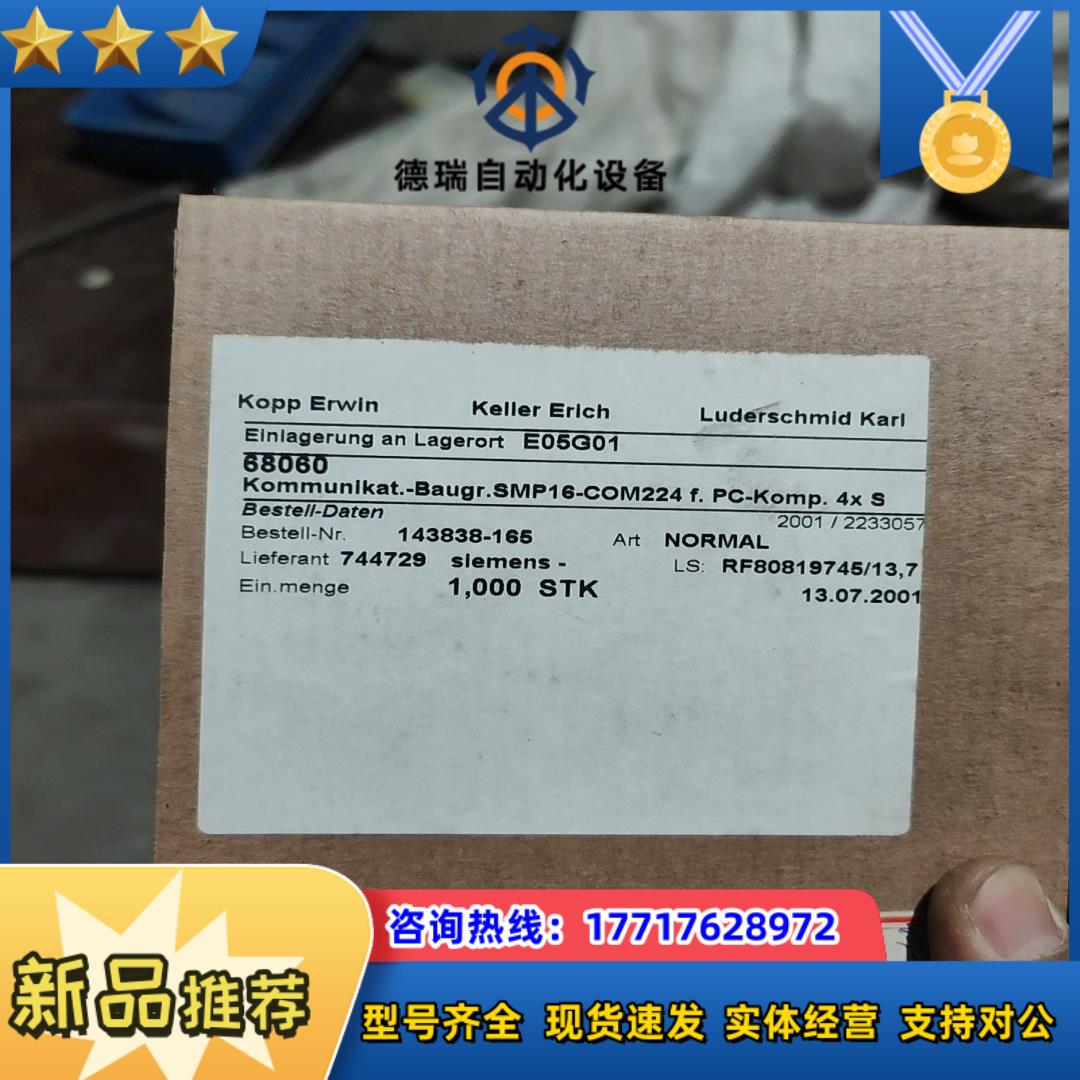 德瑞自动化设备
Kopp Erwin Keller Erich Luderschmid Karl
Einlagerung an Lagerort E05G01
68060
Kommunikat.-Baugr.SMP16-COM224 f. PC-Komp. 4x S
Bestell-Daten 2001 / 2233057
Bestell-Nr. 143838-165 Art NORMAL
Lieferant 744729 siemens - LS: RF80819745/13,7
Ein.menge 1,000 STK 13.07.2001
咨询热线：17717628972
新品推荐
型号齐全 现货速发 实体经营 支持对公